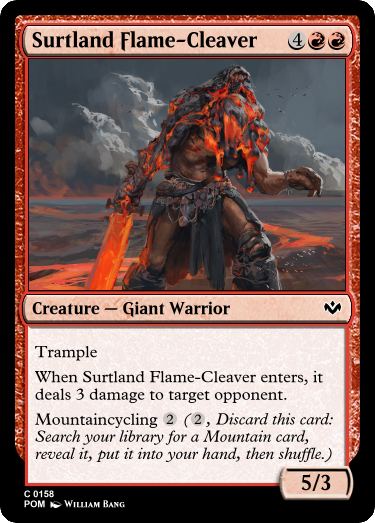 Surtland Flame-Cleaver 4
Creature — Giant Warrior
Trample
When Surtland Flame-Cleaver enters, it
deals 3 damage to target opponent.
Mountaincycling 2 (2, Discard this card:
Search your library for a Mountain card,
reveal it, put it into your hand, then shuffle.)
5/3
C 0158
POM William Bang